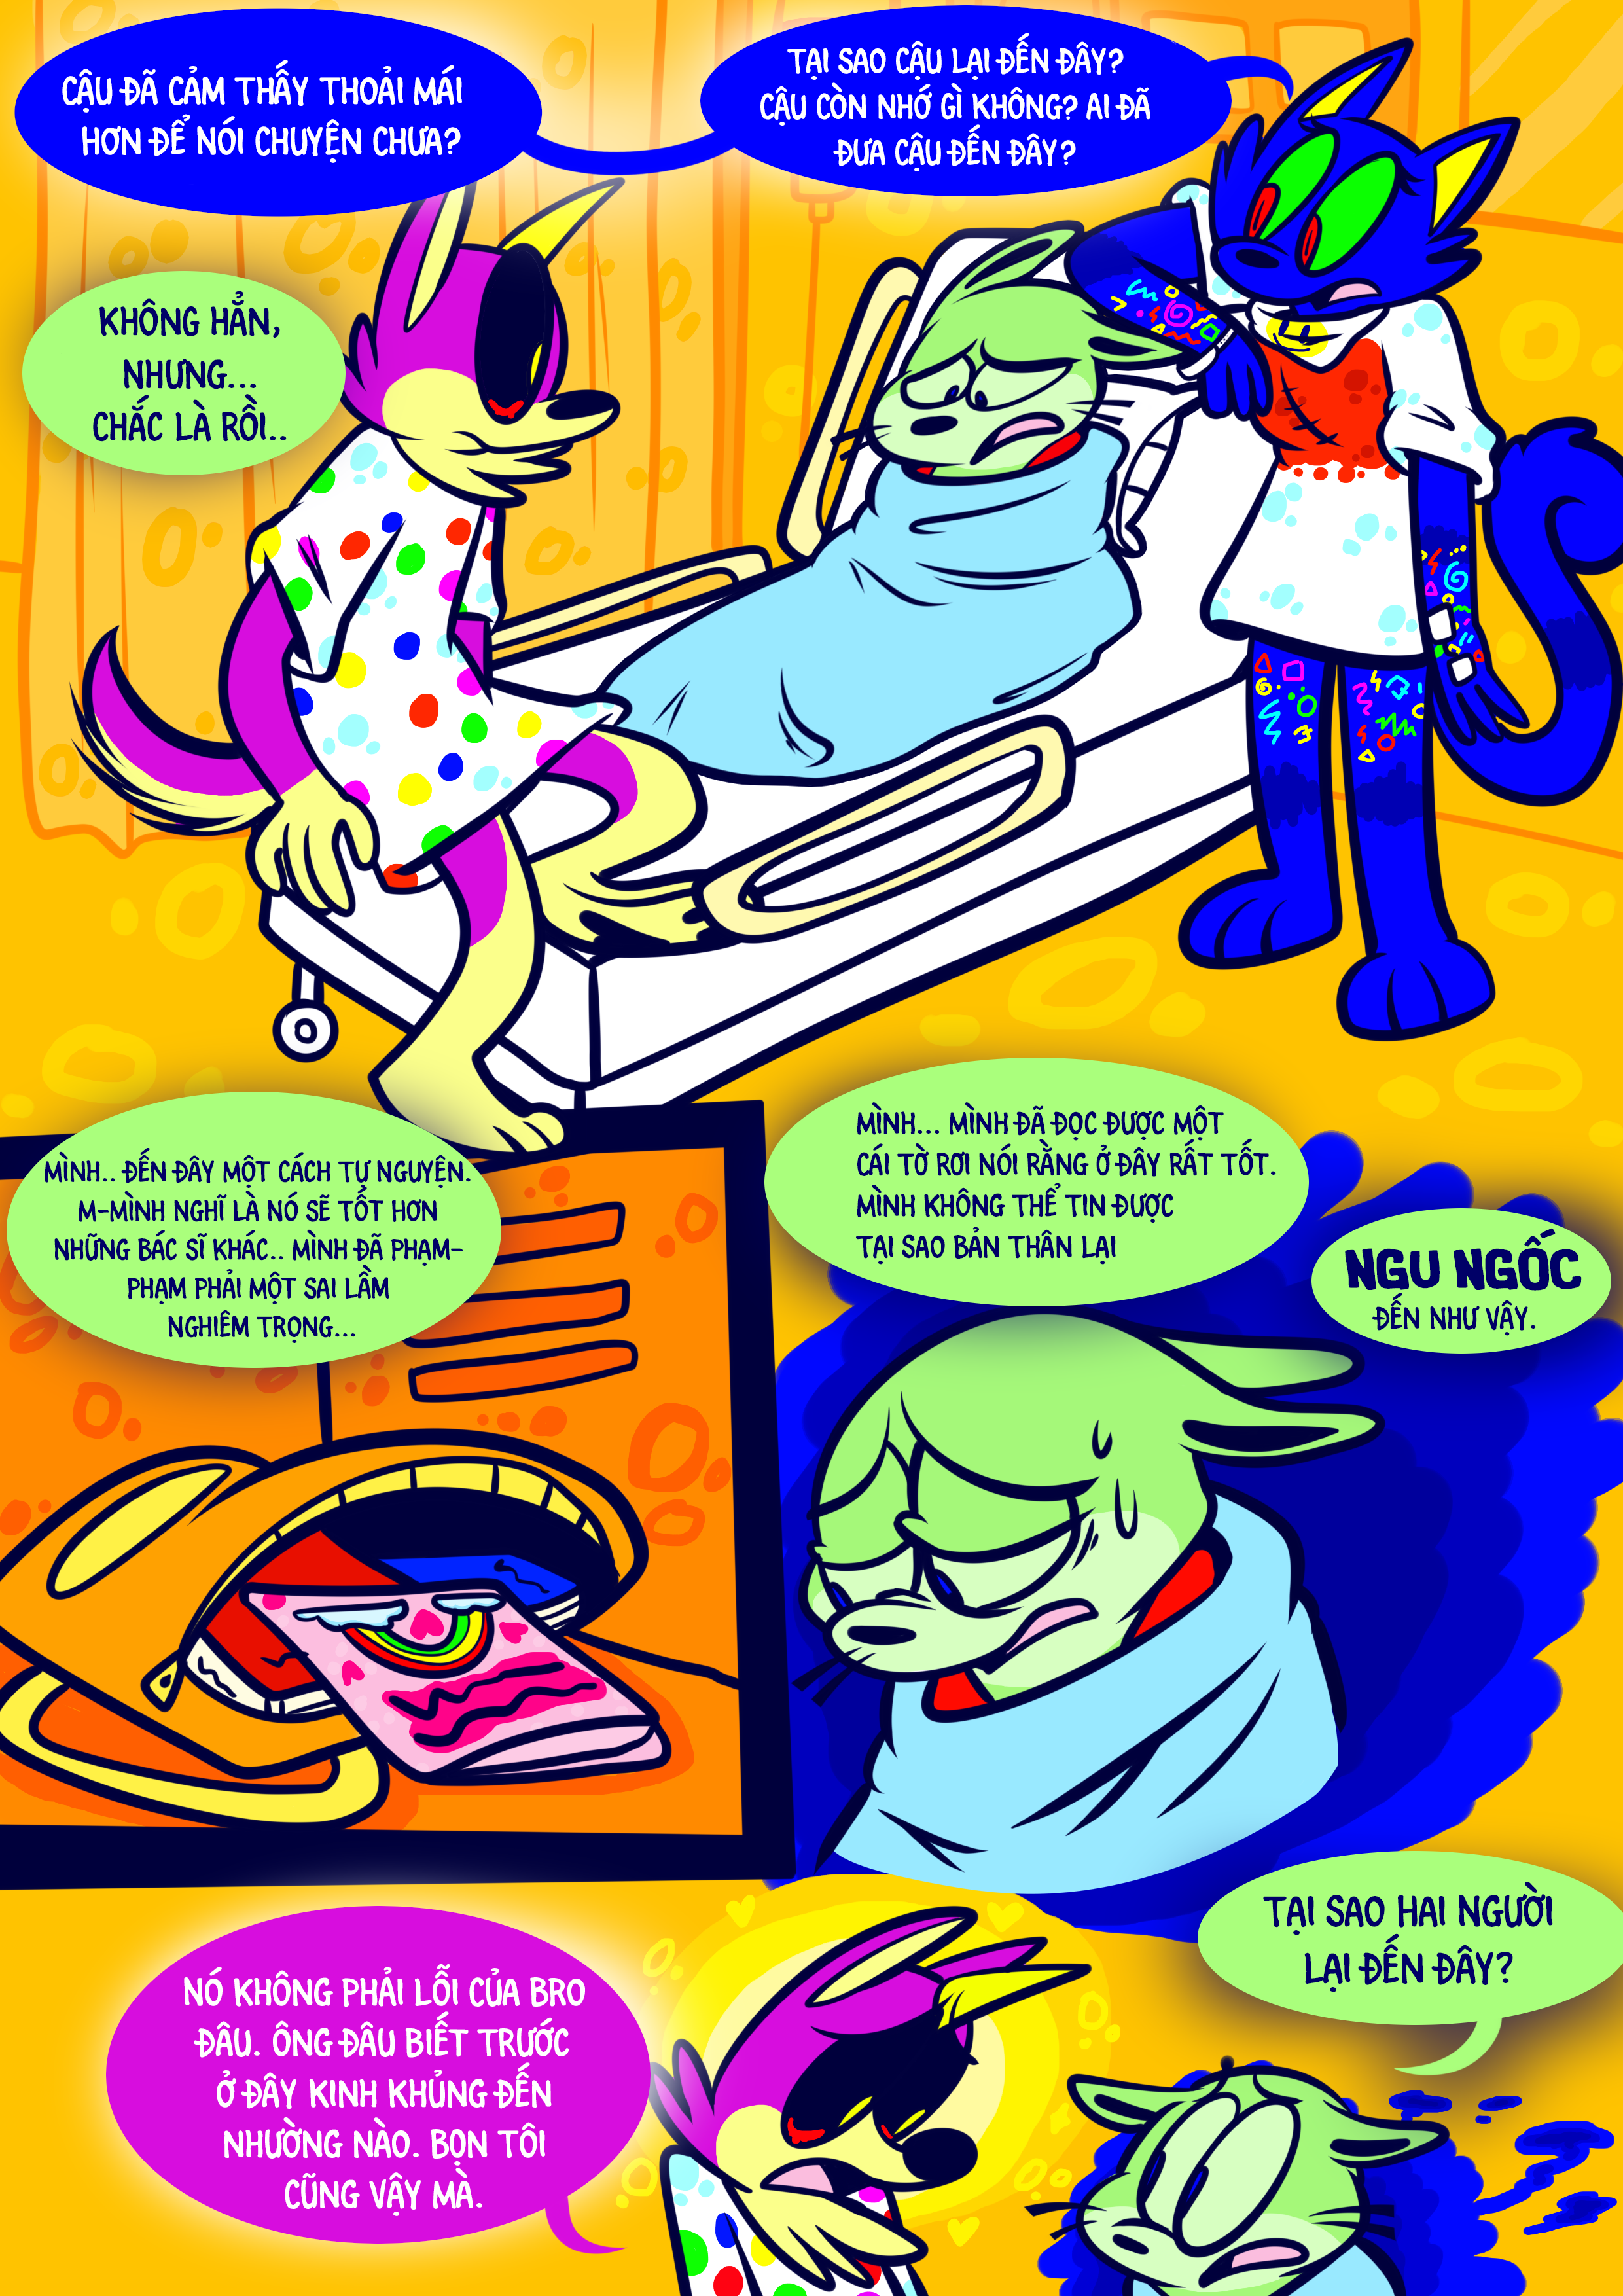 CẬU ĐÃ CẢM THẤY THOẢI MÁI
HƠN ĐỂ NÓI CHUYỆN CHƯA?
TẠI SAO CẬU LẠI ĐẾN ĐÂY?
CẬU CÒN NHỚ GÌ KHÔNG? AI ĐÃ
ĐƯA CẬU ĐẾN ĐÂY?
KHÔNG HẲN,
NHƯNG...
CHẮC LÀ RỒI..
MÌNH.. ĐẾN ĐÂY MỘT CÁCH TỰ NGUYỆN.
M-MÌNH NGHĨ LÀ NÓ SẼ TỐT HƠN
NHỮNG BÁC SĨ KHÁC.. MÌNH ĐÃ PHẠM-
PHẠM PHẢI MỘT SAI LẦM
NGHIÊM TRỌNG...
MÌNH... MÌNH ĐÃ ĐỌC ĐƯỢC MỘT
CÁI TỜ RƠI NÓI RẰNG Ở ĐÂY RẤT TỐT.
MÌNH KHÔNG THỂ TIN ĐƯỢC
TẠI SAO BẢN THÂN LẠI
NGU NGỐC
ĐẾN NHƯ VẬY.
TẠI SAO HAI NGƯỜI
LẠI ĐẾN ĐÂY?
NÓ KHÔNG PHẢI LỖI CỦA BRO
ĐÂU. ÔNG ĐÂU BIẾT TRƯỚC
Ở ĐÂY KINH KHỦNG ĐẾN
NHƯỜNG NÀO. BỌN TÔI
CŨNG VẬY MÀ.